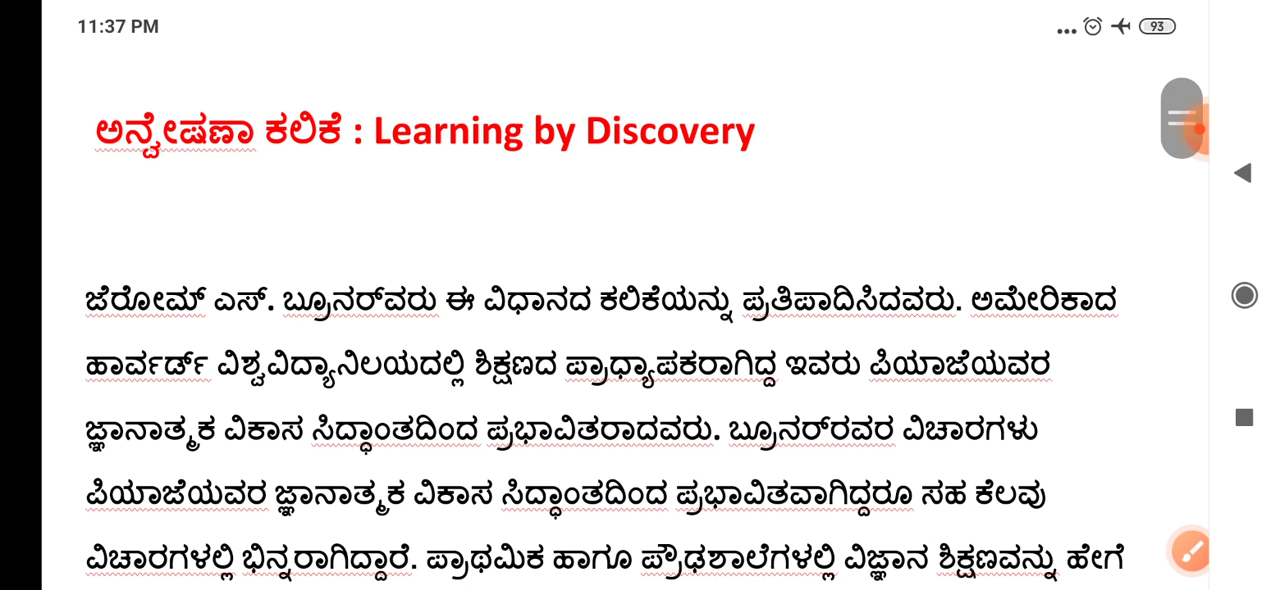 11:37 PM
93
ಅನ್ವೇಷಣಾ ಕಲಿಕೆ : Learning by Discovery
ಜೆರೋಮ್ ಎಸ್. ಬ್ರೂನರ್‌ವರು ಈ ವಿಧಾನದ ಕಲಿಕೆಯನ್ನು ಪ್ರತಿಪಾದಿಸಿದವರು. ಅಮೇರಿಕಾದ
ಹಾರ್ವರ್ಡ್ ವಿಶ್ವವಿದ್ಯಾನಿಲಯದಲ್ಲಿ ಶಿಕ್ಷಣದ ಪ್ರಾಧ್ಯಾಪಕರಾಗಿದ್ದ ಇವರು ಪಿಯಾಜೆಯವರ
ಜ್ಞಾನಾತ್ಮಕ ವಿಕಾಸ ಸಿದ್ಧಾಂತದಿಂದ ಪ್ರಭಾವಿತರಾದವರು. ಬ್ರೂನರ್‌ರವರ ವಿಚಾರಗಳು
ಪಿಯಾಜೆಯವರ ಜ್ಞಾನಾತ್ಮಕ ವಿಕಾಸ ಸಿದ್ಧಾಂತದಿಂದ ಪ್ರಭಾವಿತವಾಗಿದ್ದರೂ ಸಹ ಕೆಲವು
ವಿಚಾರಗಳಲ್ಲಿ ಭಿನ್ನರಾಗಿದ್ದಾರೆ. ಪ್ರಾಥಮಿಕ ಹಾಗೂ ಪ್ರೌಢಶಾಲೆಗಳಲ್ಲಿ ವಿಜ್ಞಾನ ಶಿಕ್ಷಣವನ್ನು ಹೇಗೆ